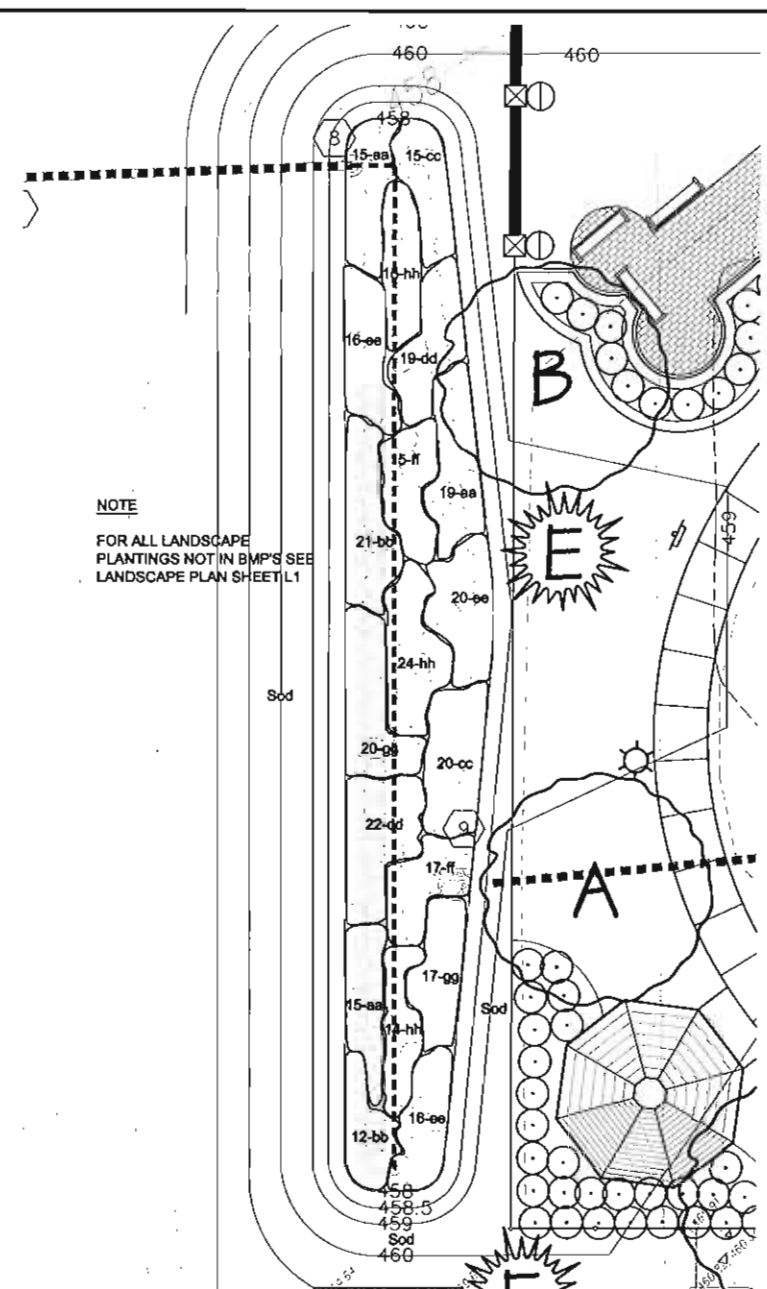 460
460
458
458
8
15-aa
15-cc
16-hh
16-ee
19-dd
B
15-ff
19-aa
459
NOTE
FOR ALL LANDSCAPE
PLANTINGS NOT IN BMP'S SEE
LANDSCAPE PLAN SHEET L1
21-bb
E
20-ee
24-hh
Sod
20-gg
20-cc
22-dd
9
17-ff
A
17-gg
15-aa
Sod
14-hh
16-ee
12-bb
458
458.5
459
Sod
460